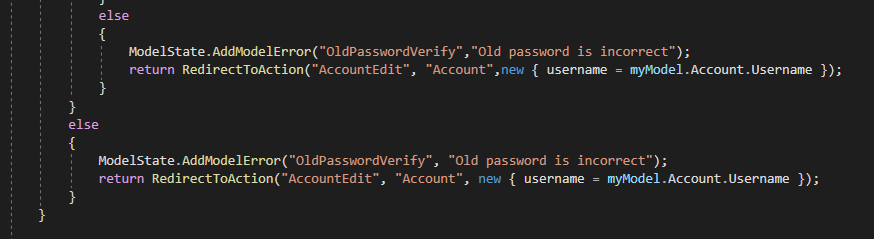 }
else
{
ModelState.AddModelError("OldPasswordVerify","Old password is incorrect");
return RedirectToAction("AccountEdit", "Account",new { username = myModel.Account.Username });
}
}
else
{
ModelState.AddModelError("OldPasswordVerify", "Old password is incorrect");
return RedirectToAction("AccountEdit", "Account", new { username = myModel.Account.Username });
}
}